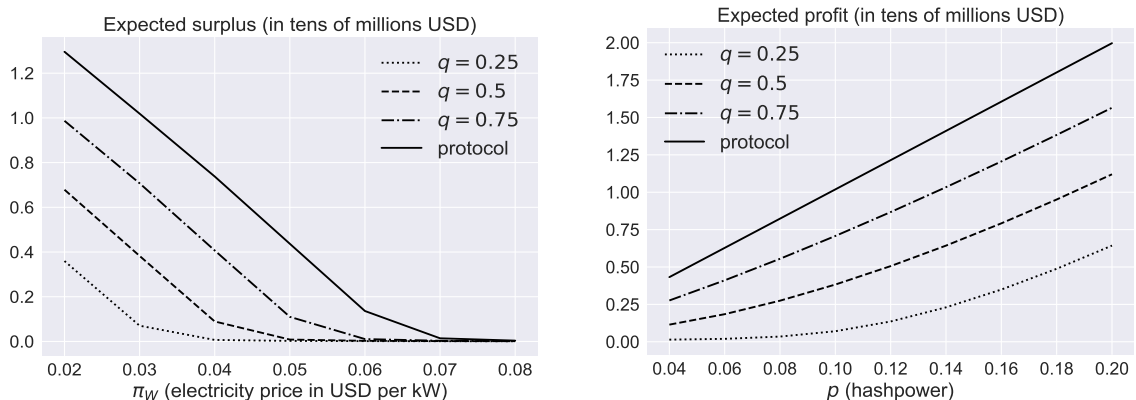 Expected surplus (in tens of millions USD)
1.2
1.0
0.8
0.6
0.4
0.2
0.0
q = 0.25
q = 0.5
q = 0.75
protocol
0.02 0.03 0.04 0.05 0.06 0.07 0.08
π_W (electricity price in USD per kW)
Expected profit (in tens of millions USD)
2.00
1.75
1.50
1.25
1.00
0.75
0.50
0.25
0.00
q = 0.25
q = 0.5
q = 0.75
protocol
0.04 0.06 0.08 0.10 0.12 0.14 0.16 0.18 0.20
p (hashpower)